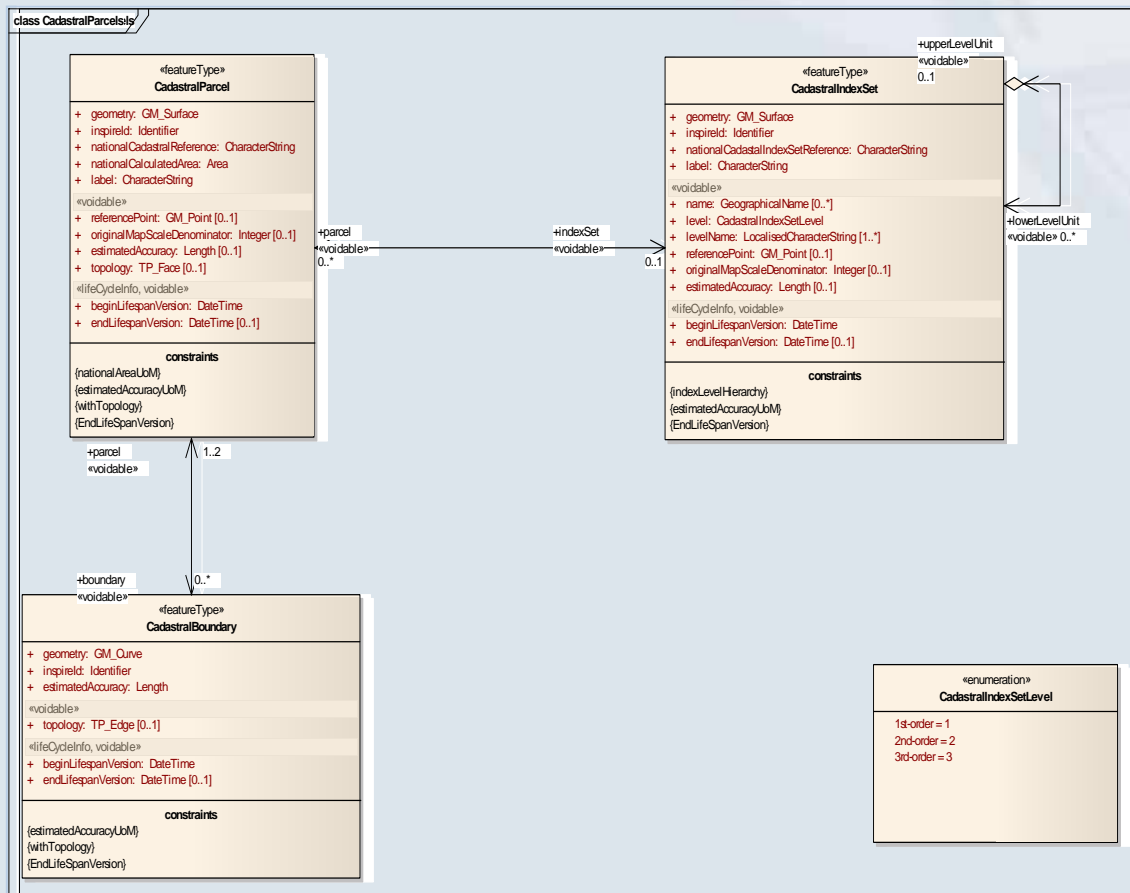 class CadastralParcels
«featureType»
CadastralParcel
+ geometry: GM_Surface
+ inspireId: Identifier
+ nationalCadastralReference: CharacterString
+ nationalCalculatedArea: Area
+ label: CharacterString
«voidable»
+ referencePoint: GM_Point [0..1]
+ originalMapScaleDenominator: Integer [0..1]
+ estimatedAccuracy: Length [0..1]
+ topology: TP_Face [0..1]
«lifeCycleInfo, voidable»
+ beginLifespanVersion: DateTime
+ endLifespanVersion: DateTime [0..1]
constraints
{nationalAreaUoM}
{estimatedAccuracyUoM}
{withTopology}
{EndLifeSpanVersion}
+parcel
«voidable»
0..*
+indexSet
«voidable»
0..1
+upperLevelUnit
«voidable»
0..1
«featureType»
CadastralIndexSet
+ geometry: GM_Surface
+ inspireId: Identifier
+ nationalCadastalIndexSetReference: CharacterString
+ label: CharacterString
«voidable»
+ name: GeographicalName [0..*]
+ level: CadastralIndexSetLevel
+ levelName: LocalisedCharacterString [1..*]
+ referencePoint: GM_Point [0..1]
+ originalMapScaleDenominator: Integer [0..1]
+ estimatedAccuracy: Length [0..1]
«lifeCycleInfo, voidable»
+ beginLifespanVersion: DateTime
+ endLifespanVersion: DateTime [0..1]
constraints
{indexLevelHierarchy}
{estimatedAccuracyUoM}
{EndLifeSpanVersion}
+lowerLevelUnit
«voidable» 0..*
+parcel
«voidable»
1..2
+boundary
«voidable»
0..*
«featureType»
CadastralBoundary
+ geometry: GM_Curve
+ inspireId: Identifier
+ estimatedAccuracy: Length
«voidable»
+ topology: TP_Edge [0..1]
«lifeCycleInfo, voidable»
+ beginLifespanVersion: DateTime
+ endLifespanVersion: DateTime [0..1]
constraints
{estimatedAccuracyUoM}
{withTopology}
{EndLifeSpanVersion}
«enumeration»
CadastralIndexSetLevel
1st-order = 1
2nd-order = 2
3rd-order = 3